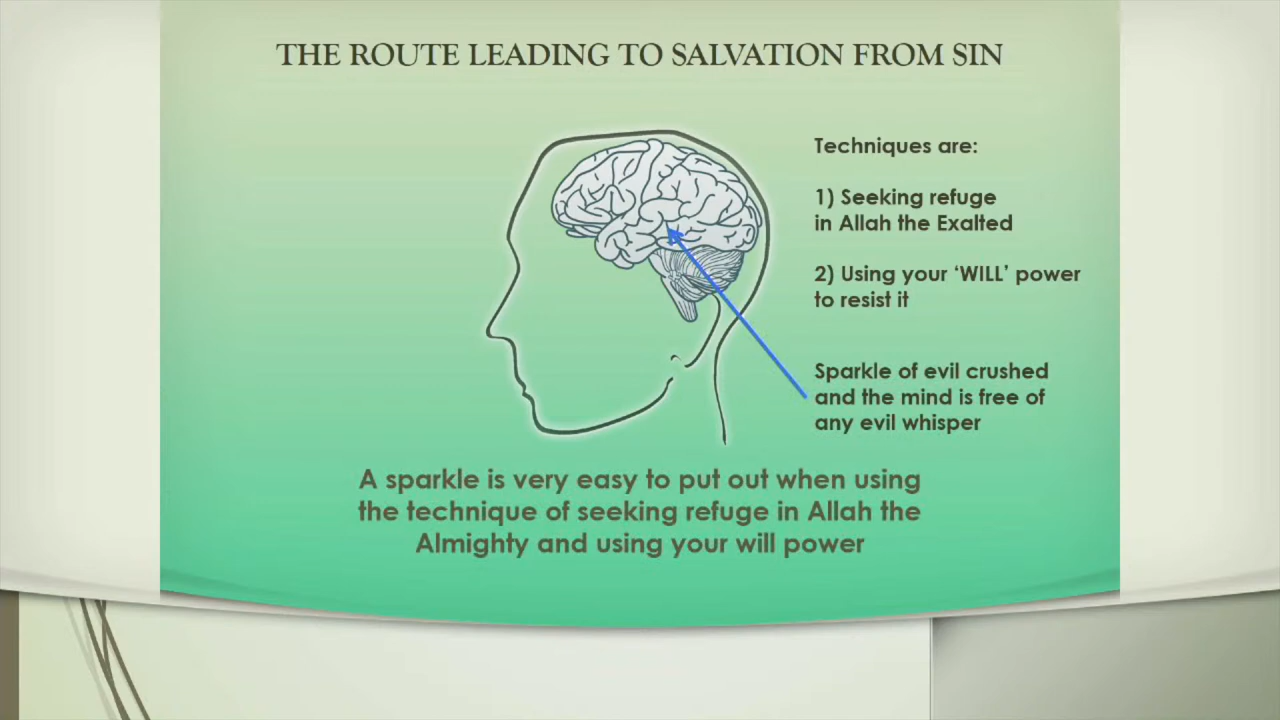 THE ROUTE LEADING TO SALVATION FROM SIN
Techniques are:
1) Seeking refuge
in Allah the Exalted
2) Using your ‘WILL’ power
to resist it
Sparkle of evil crushed
and the mind is free of
any evil whisper
A sparkle is very easy to put out when using
the technique of seeking refuge in Allah the
Almighty and using your will power